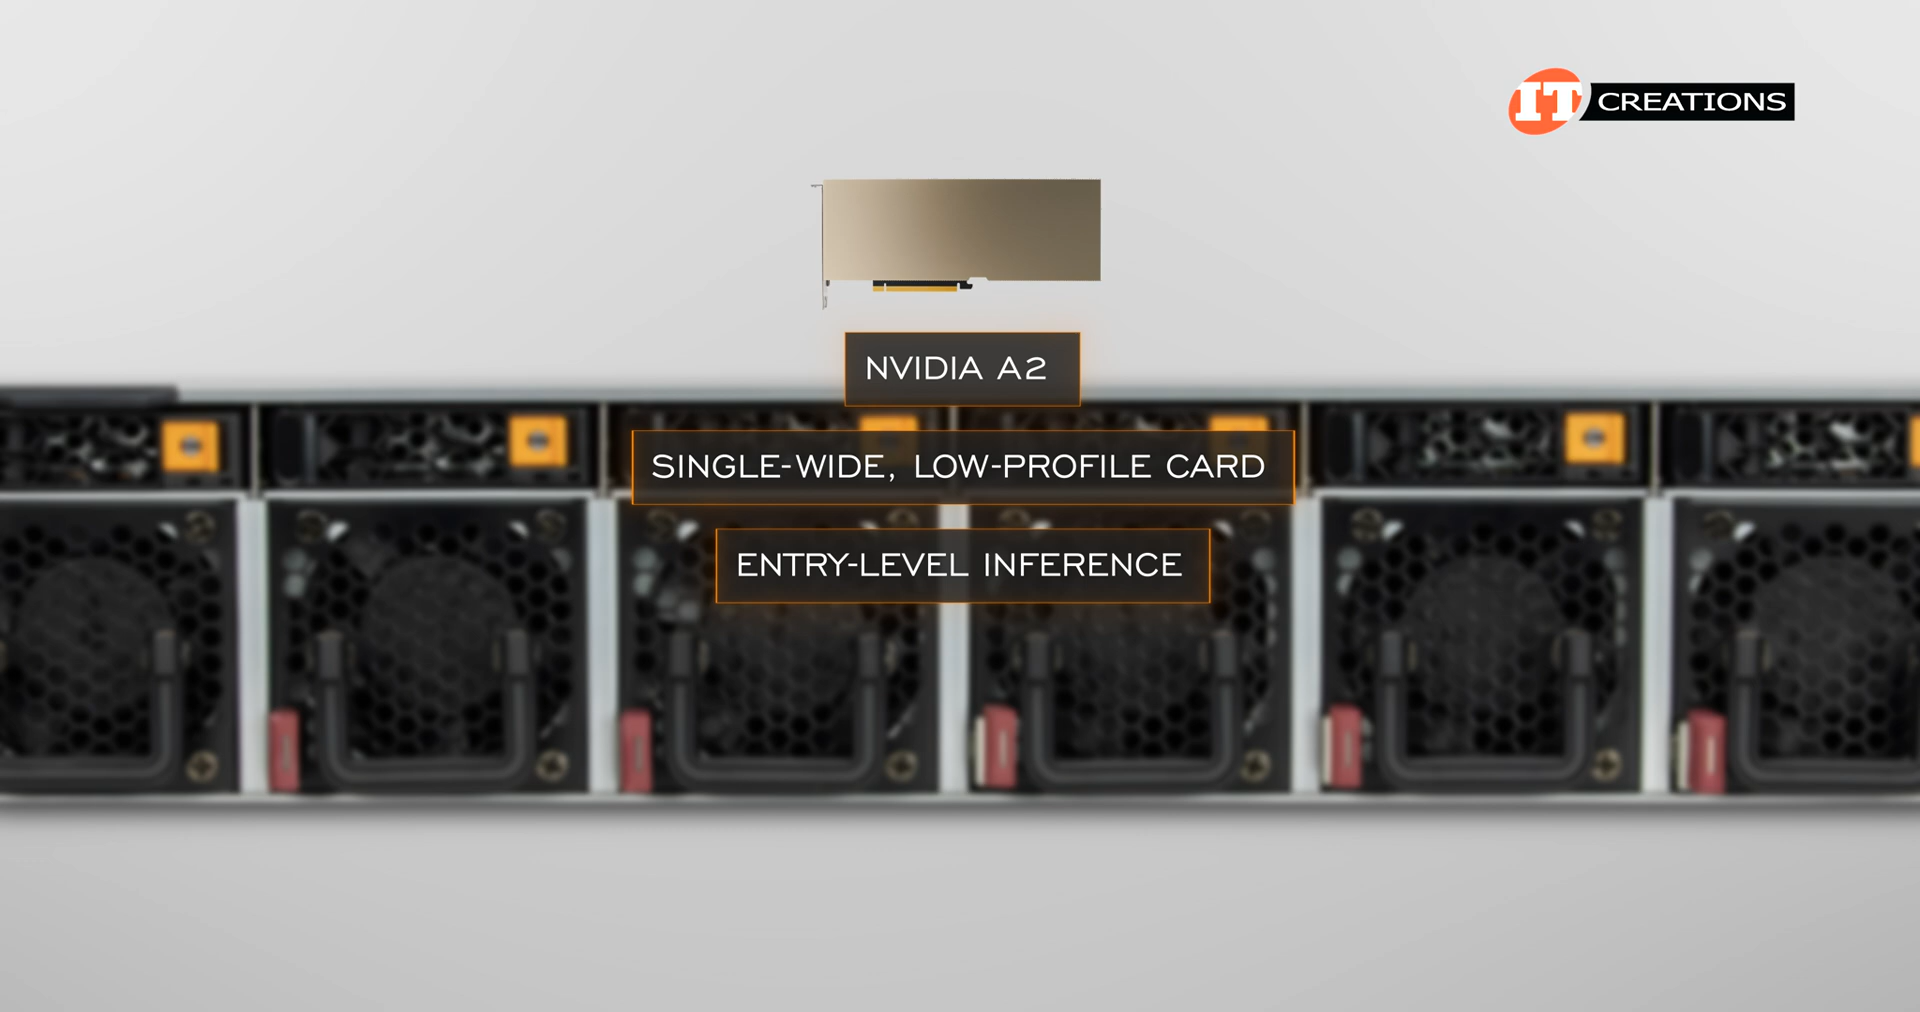 IT CREATIONS
NVIDIA A2
SINGLE-WIDE, LOW-PROFILE CARD
ENTRY-LEVEL INFERENCE